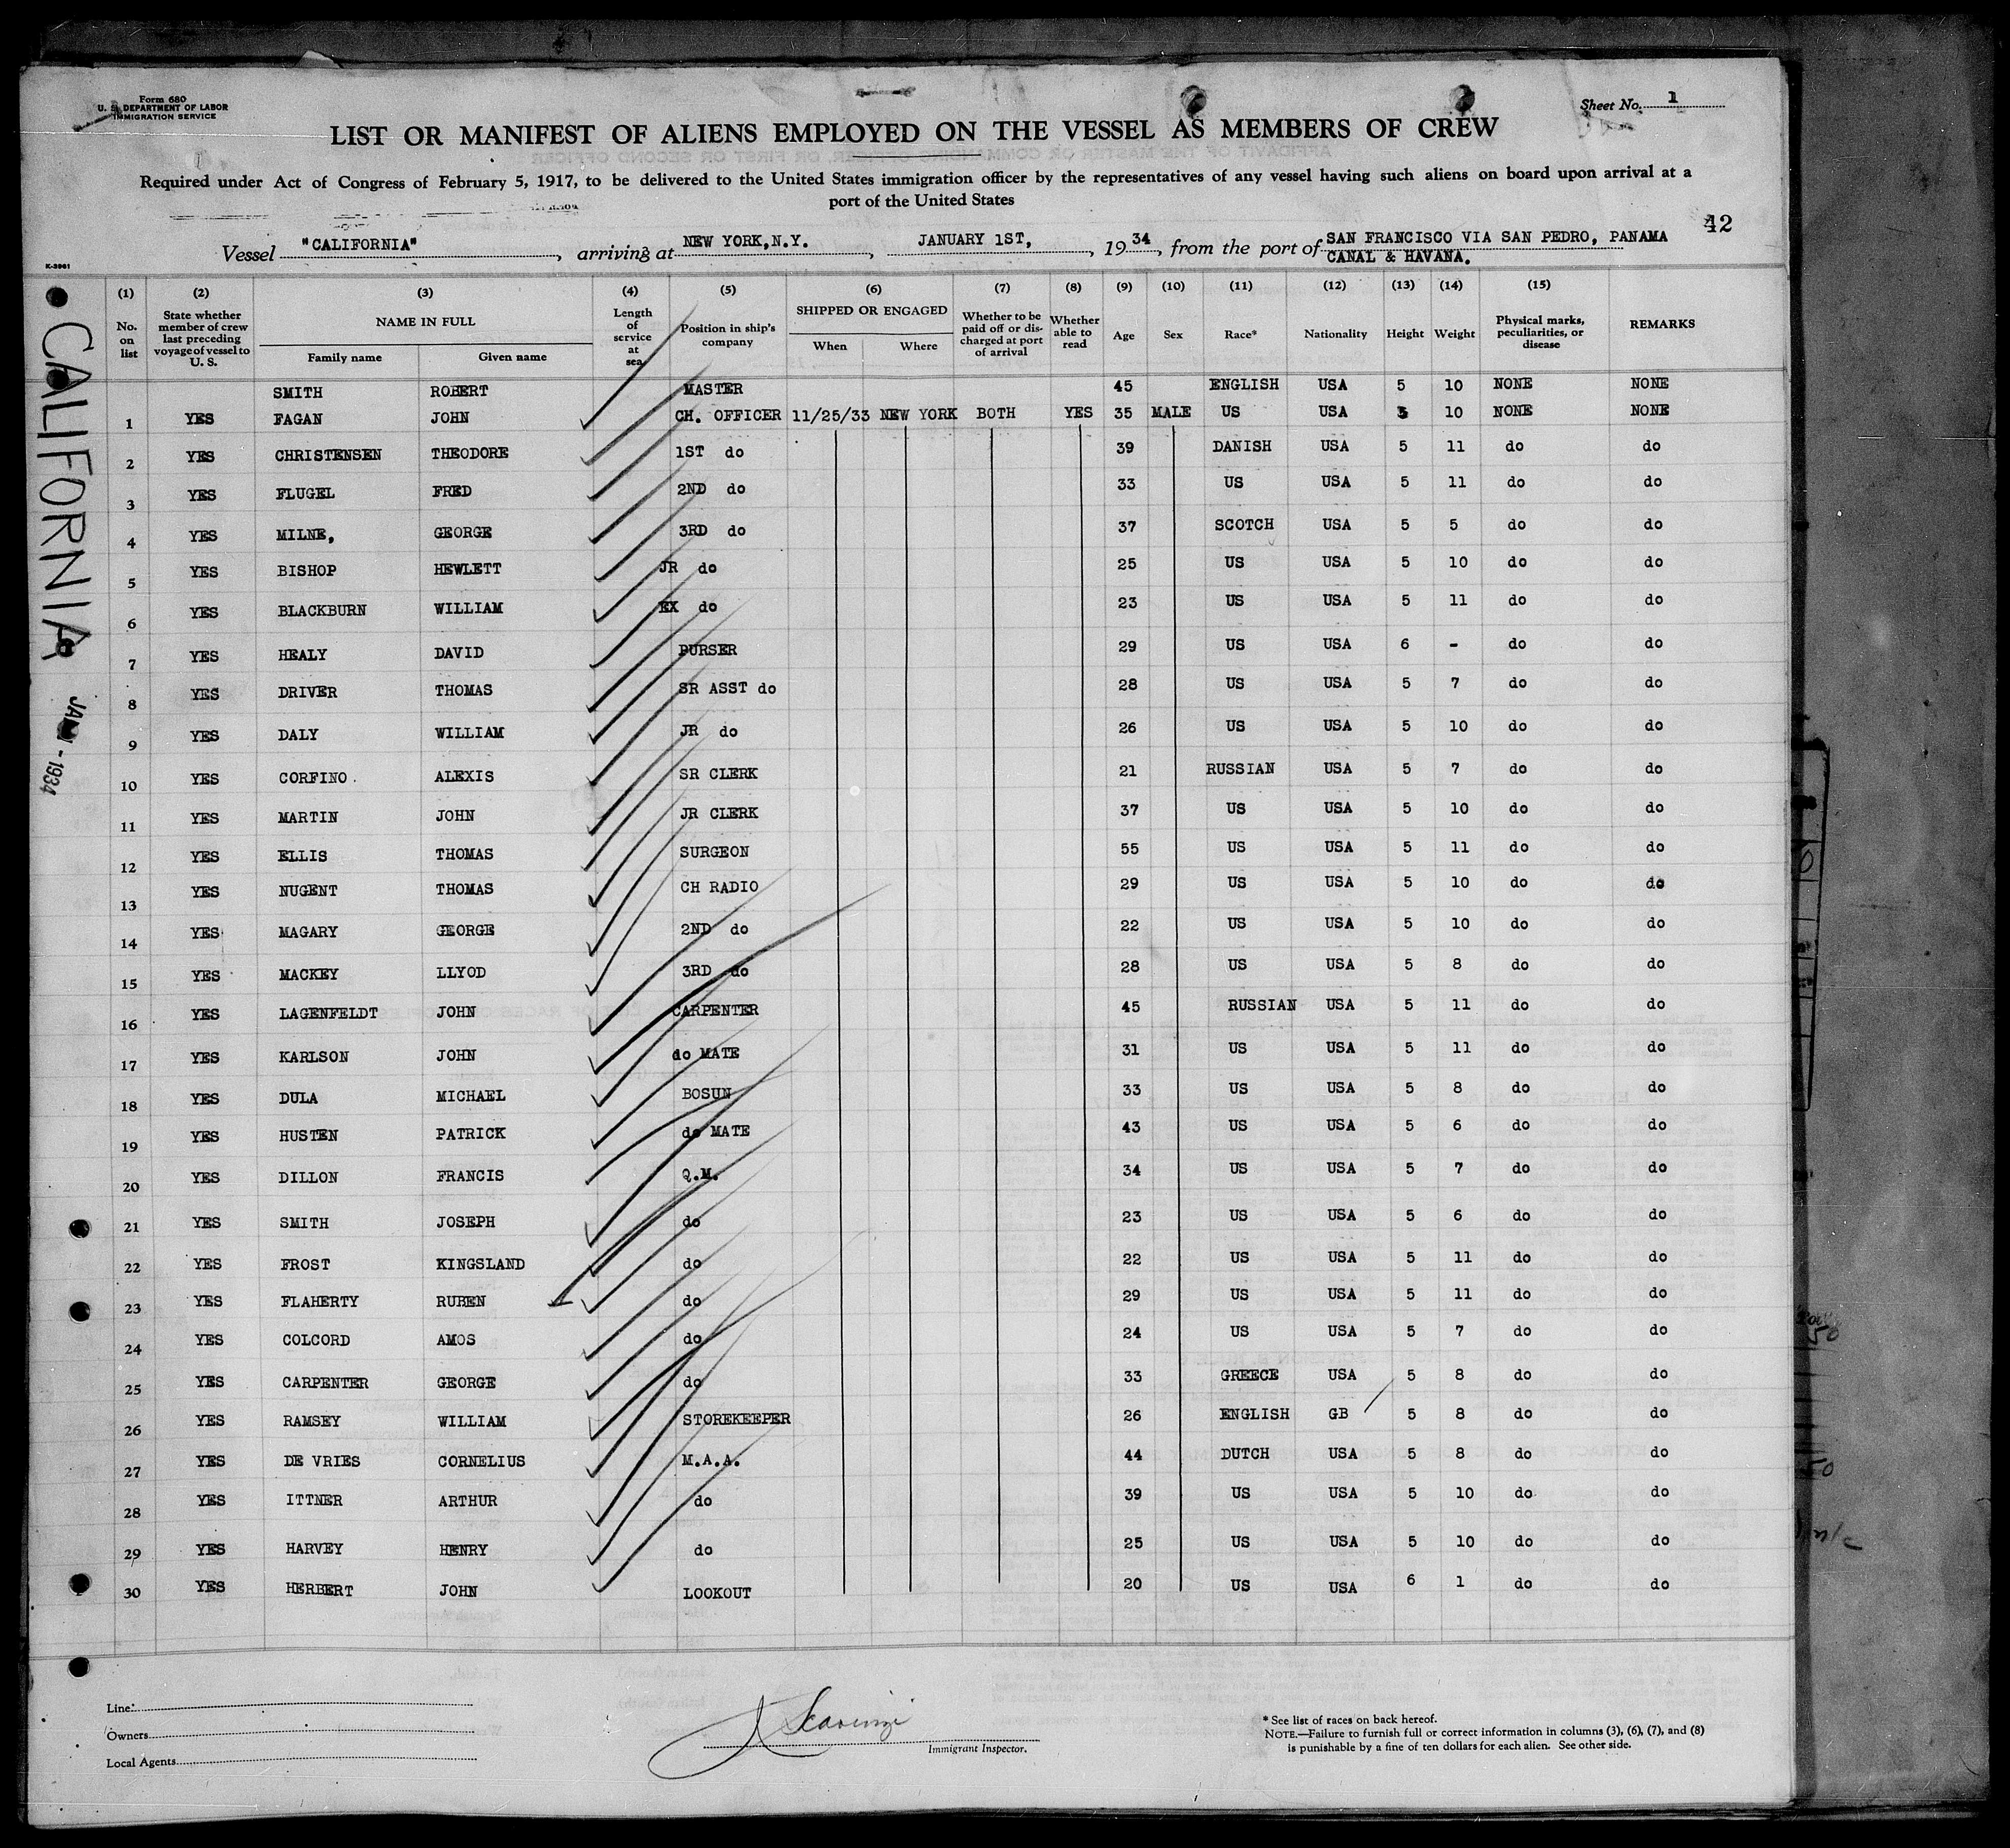 Form 680
U. S. DEPARTMENT OF LABOR
IMMIGRATION SERVICE
Sheet No. 1
LIST OR MANIFEST OF ALIENS EMPLOYED ON THE VESSEL AS MEMBERS OF CREW
Required under Act of Congress of February 5, 1917, to be delivered to the United States immigration officer by the representatives of any vessel having such aliens on board upon arrival at a
port of the United States
42
Vessel "CALIFORNIA", arriving at NEW YORK,N.Y., JANUARY 1ST, 1934, from the port of SAN FRANCISCO VIA SAN PEDRO, PANAMA
CANAL & HAVANA.
K-3961
CALIFORNIA
1934
(1) No. on list (2) State whether member of crew last preceding voyage of vessel to U. S. (3) NAME IN FULL Family name Given name (4) Length of service at sea (5) Position in ship's company (6) SHIPPED OR ENGAGED When Where (7) Whether to be paid off or discharged at port of arrival (8) Whether able to read (9) Age (10) Sex (11) Race* (12) Nationality (13) Height (14) Weight (15) Physical marks, peculiarities, or disease REMARKS
SMITH ROBERT MASTER 45 ENGLISH USA 5 10 NONE NONE
1 YES FAGAN JOHN CH. OFFICER 11/25/33 NEW YORK BOTH YES 35 MALE US USA 5 10 NONE NONE
2 YES CHRISTENSEN THEODORE 1ST do 39 DANISH USA 5 11 do do
3 YES FLUGEL FRED 2ND do 33 US USA 5 11 do do
4 YES MILNE, GEORGE 3RD do 37 SCOTCH USA 5 5 do do
5 YES BISHOP HEWLETT JR do 25 US USA 5 10 do do
6 YES BLACKBURN WILLIAM EX do 23 US USA 5 11 do do
7 YES HEALY DAVID PURSER 29 US USA 6 - do do
8 YES DRIVER THOMAS SR ASST do 28 US USA 5 7 do do
9 YES DALY WILLIAM JR do 26 US USA 5 10 do do
10 YES CORFINO. ALEXIS SR CLERK 21 RUSSIAN USA 5 7 do do
11 YES MARTIN JOHN JR CLERK 37 US USA 5 10 do do
12 YES ELLIS THOMAS SURGEON 55 US USA 5 11 do do
13 YES NUGENT THOMAS CH RADIO 29 US USA 5 10 do do
14 YES MAGARY GEORGE 2ND do 22 US USA 5 10 do do
15 YES MACKEY LLYOD 3RD do 28 US USA 5 8 do do
16 YES LAGENFELDT JOHN CARPENTER 45 RUSSIAN USA 5 11 do do
17 YES KARLSON JOHN do MATE 31 US USA 5 11 do do
18 YES DULA MICHAEL BOSUN 33 US USA 5 8 do do
19 YES HUSTEN PATRICK do MATE 43 US USA 5 6 do do
20 YES DILLON FRANCIS Q.M. 34 US USA 5 7 do do
21 YES SMITH JOSEPH do 23 US USA 5 6 do do
22 YES FROST KINGSLAND do 22 US USA 5 11 do do
23 YES FLAHERTY RUBEN do 29 US USA 5 11 do do
24 YES COLCORD AMOS do 24 US USA 5 7 do do
25 YES CARPENTER GEORGE do 33 GREECE USA 5 8 do do
26 YES RAMSEY WILLIAM STOREKEEPER 26 ENGLISH GB 5 8 do do
27 YES DE VRIES CORNELIUS M.A.A. 44 DUTCH USA 5 8 do do
28 YES ITTNER ARTHUR do 39 US USA 5 10 do do
29 YES HARVEY HENRY do 25 US USA 5 10 do do
30 YES HERBERT JOHN LOOKOUT 20 US USA 6 1 do do
Line:
Owners
Local Agents
Immigrant Inspector.
* See list of races on back hereof.
NOTE.—Failure to furnish full or correct information in columns (3), (6), (7), and (8)
is punishable by a fine of ten dollars for each alien. See other side.